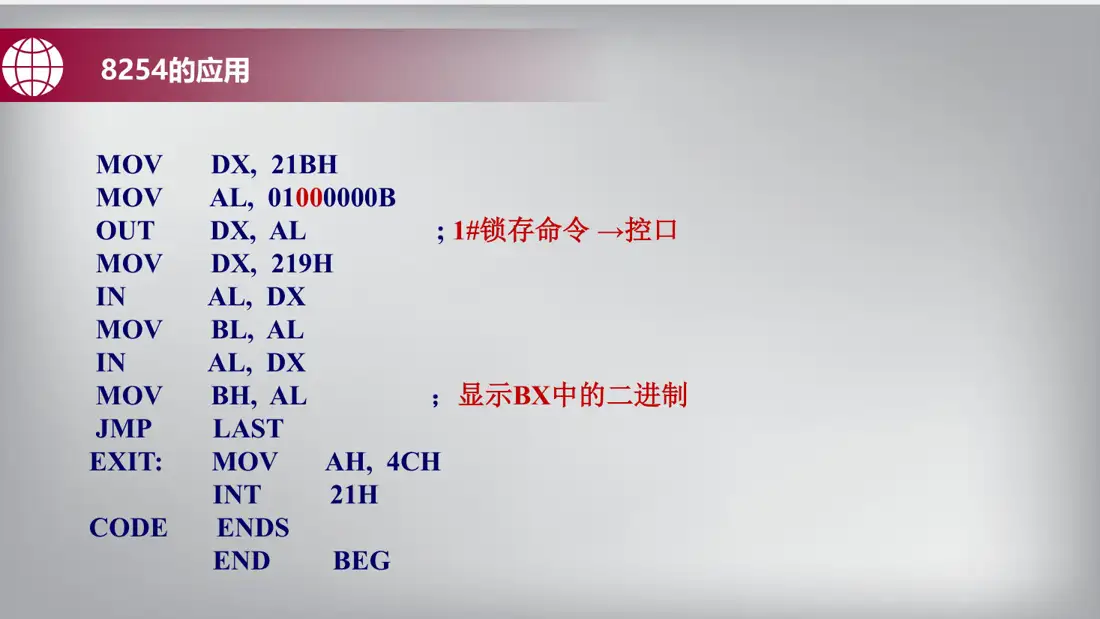 8254的应用
MOV DX, 21BH
MOV AL, 01000000B
OUT DX, AL ; 1#锁存命令 →控口
MOV DX, 219H
IN AL, DX
MOV BL, AL
IN AL, DX
MOV BH, AL ； 显示BX中的二进制
JMP LAST
EXIT: MOV AH, 4CH
INT 21H
CODE ENDS
END BEG